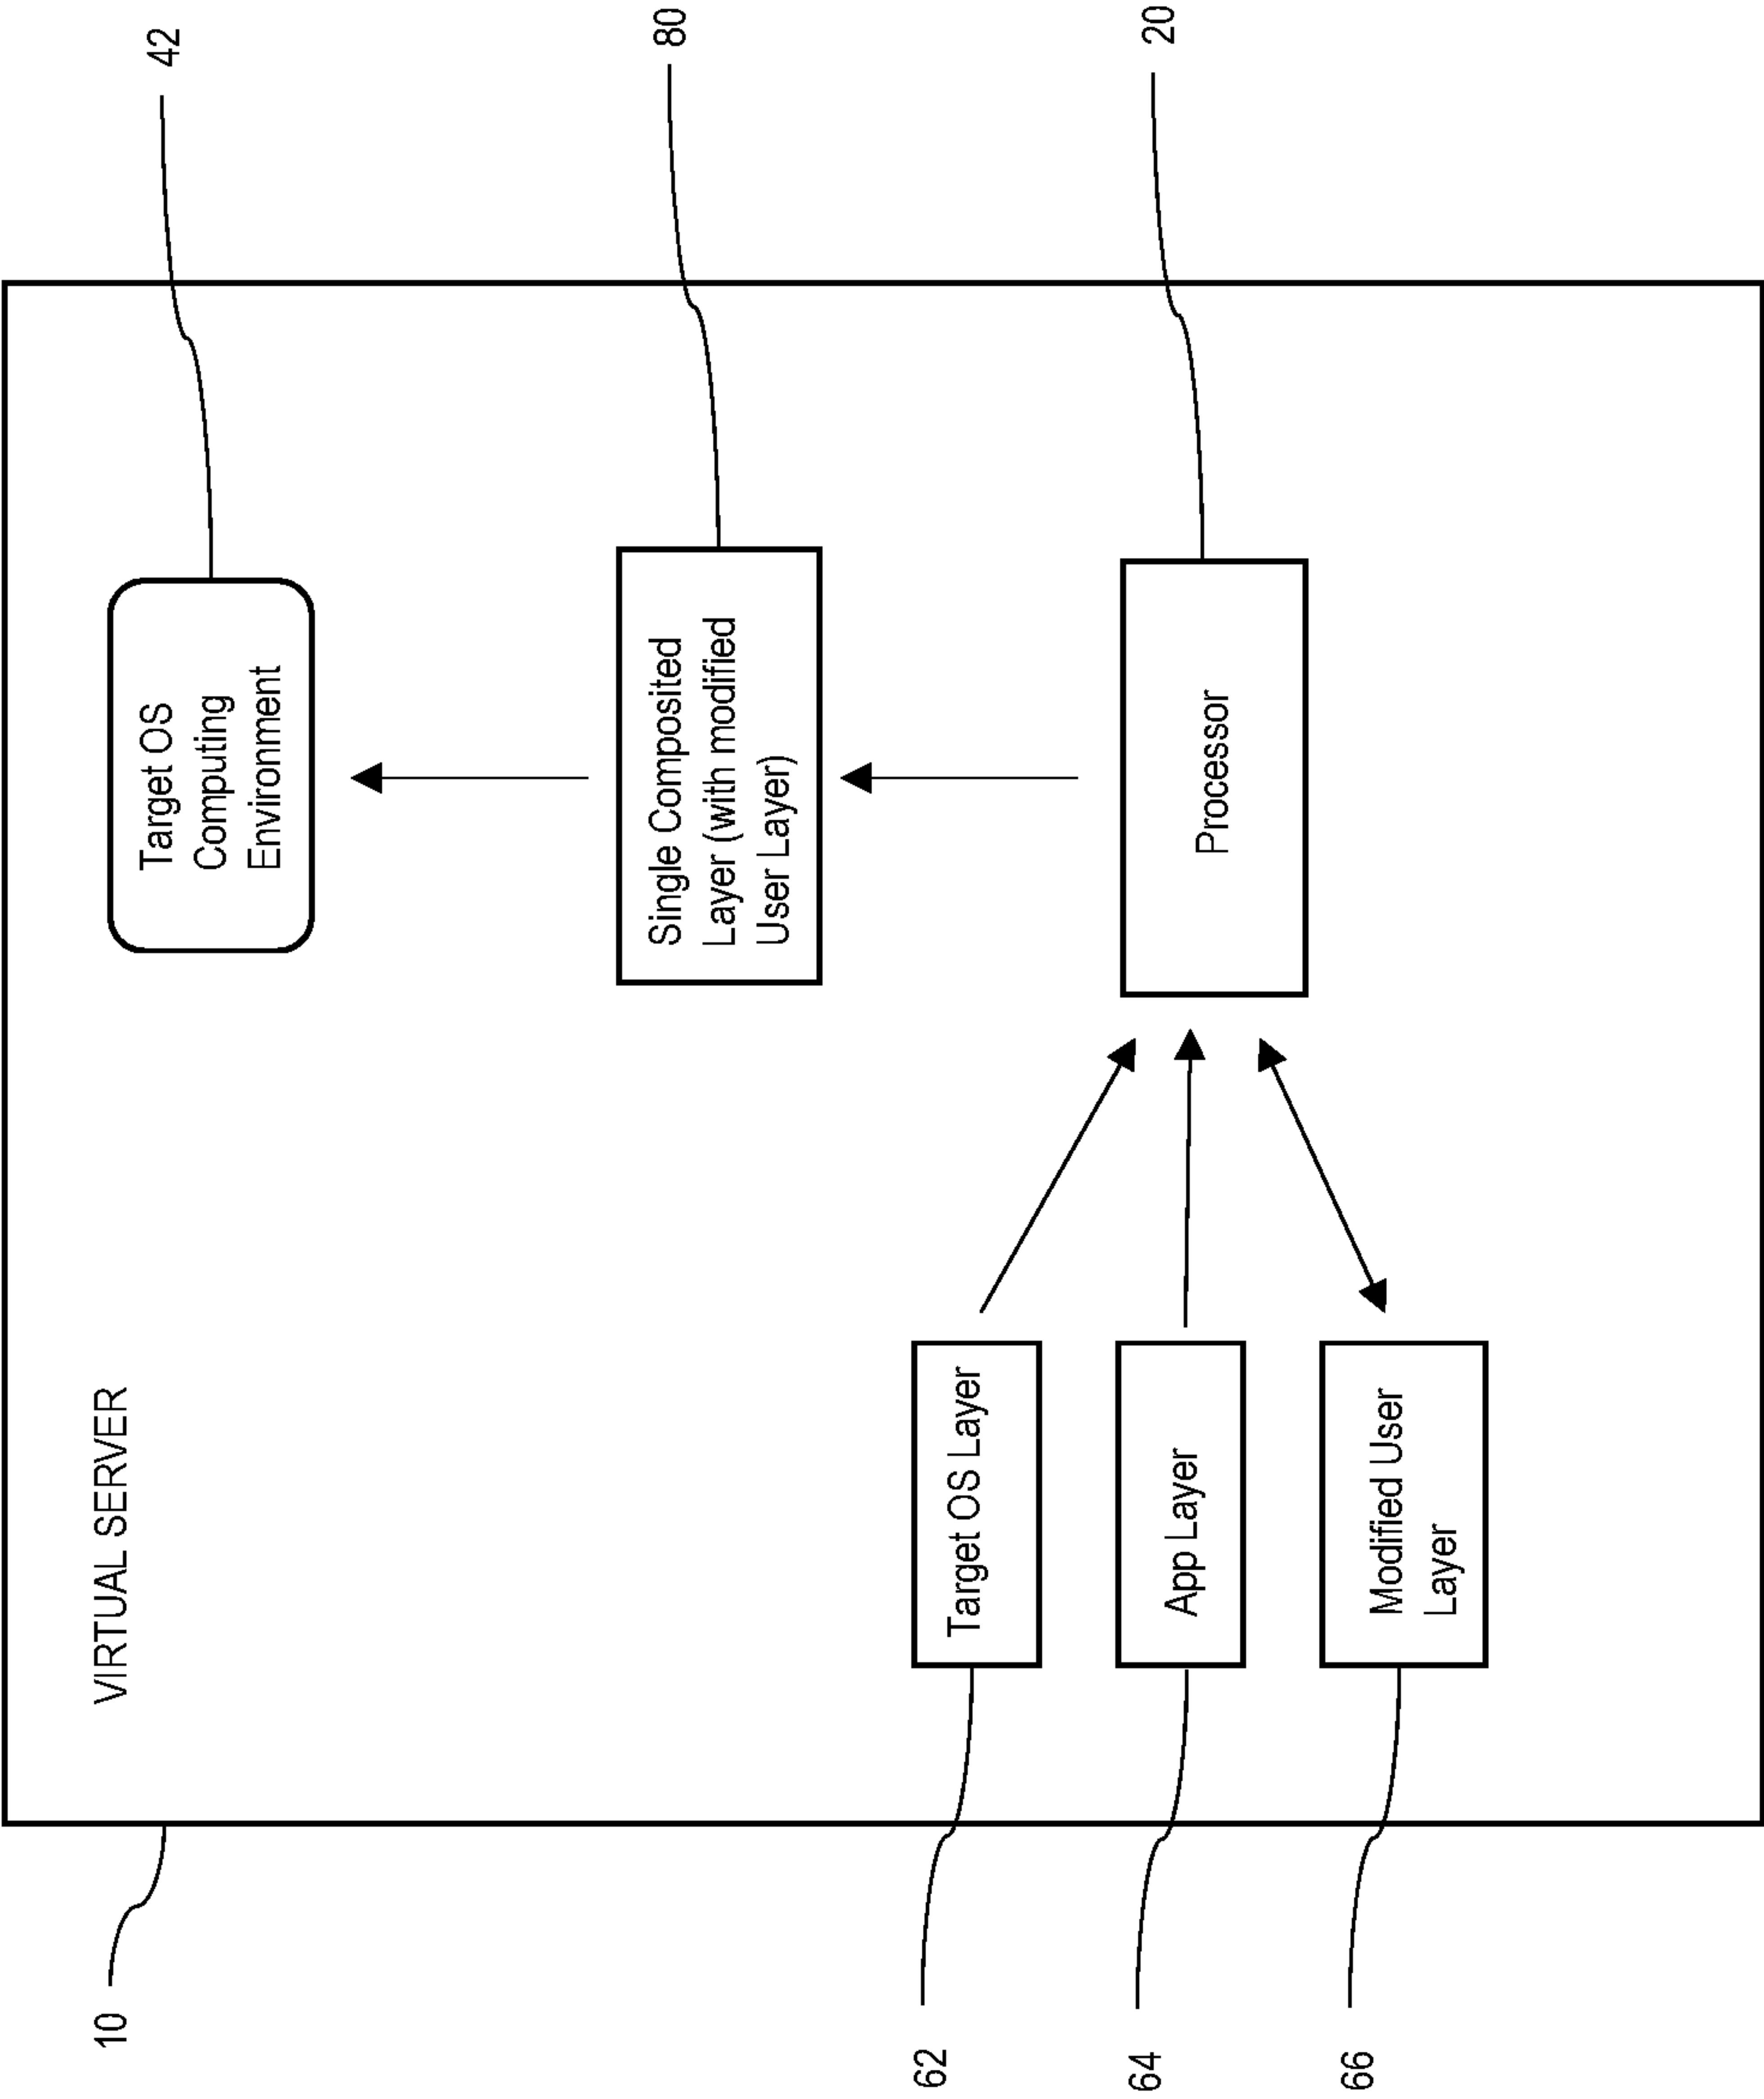 10
VIRTUAL SERVER
Target OS
Computing
Environment
42
Single Composited
Layer (with modified
User Layer)
80
62
Target OS Layer
64
App Layer
66
Modified User
Layer
Processor
20